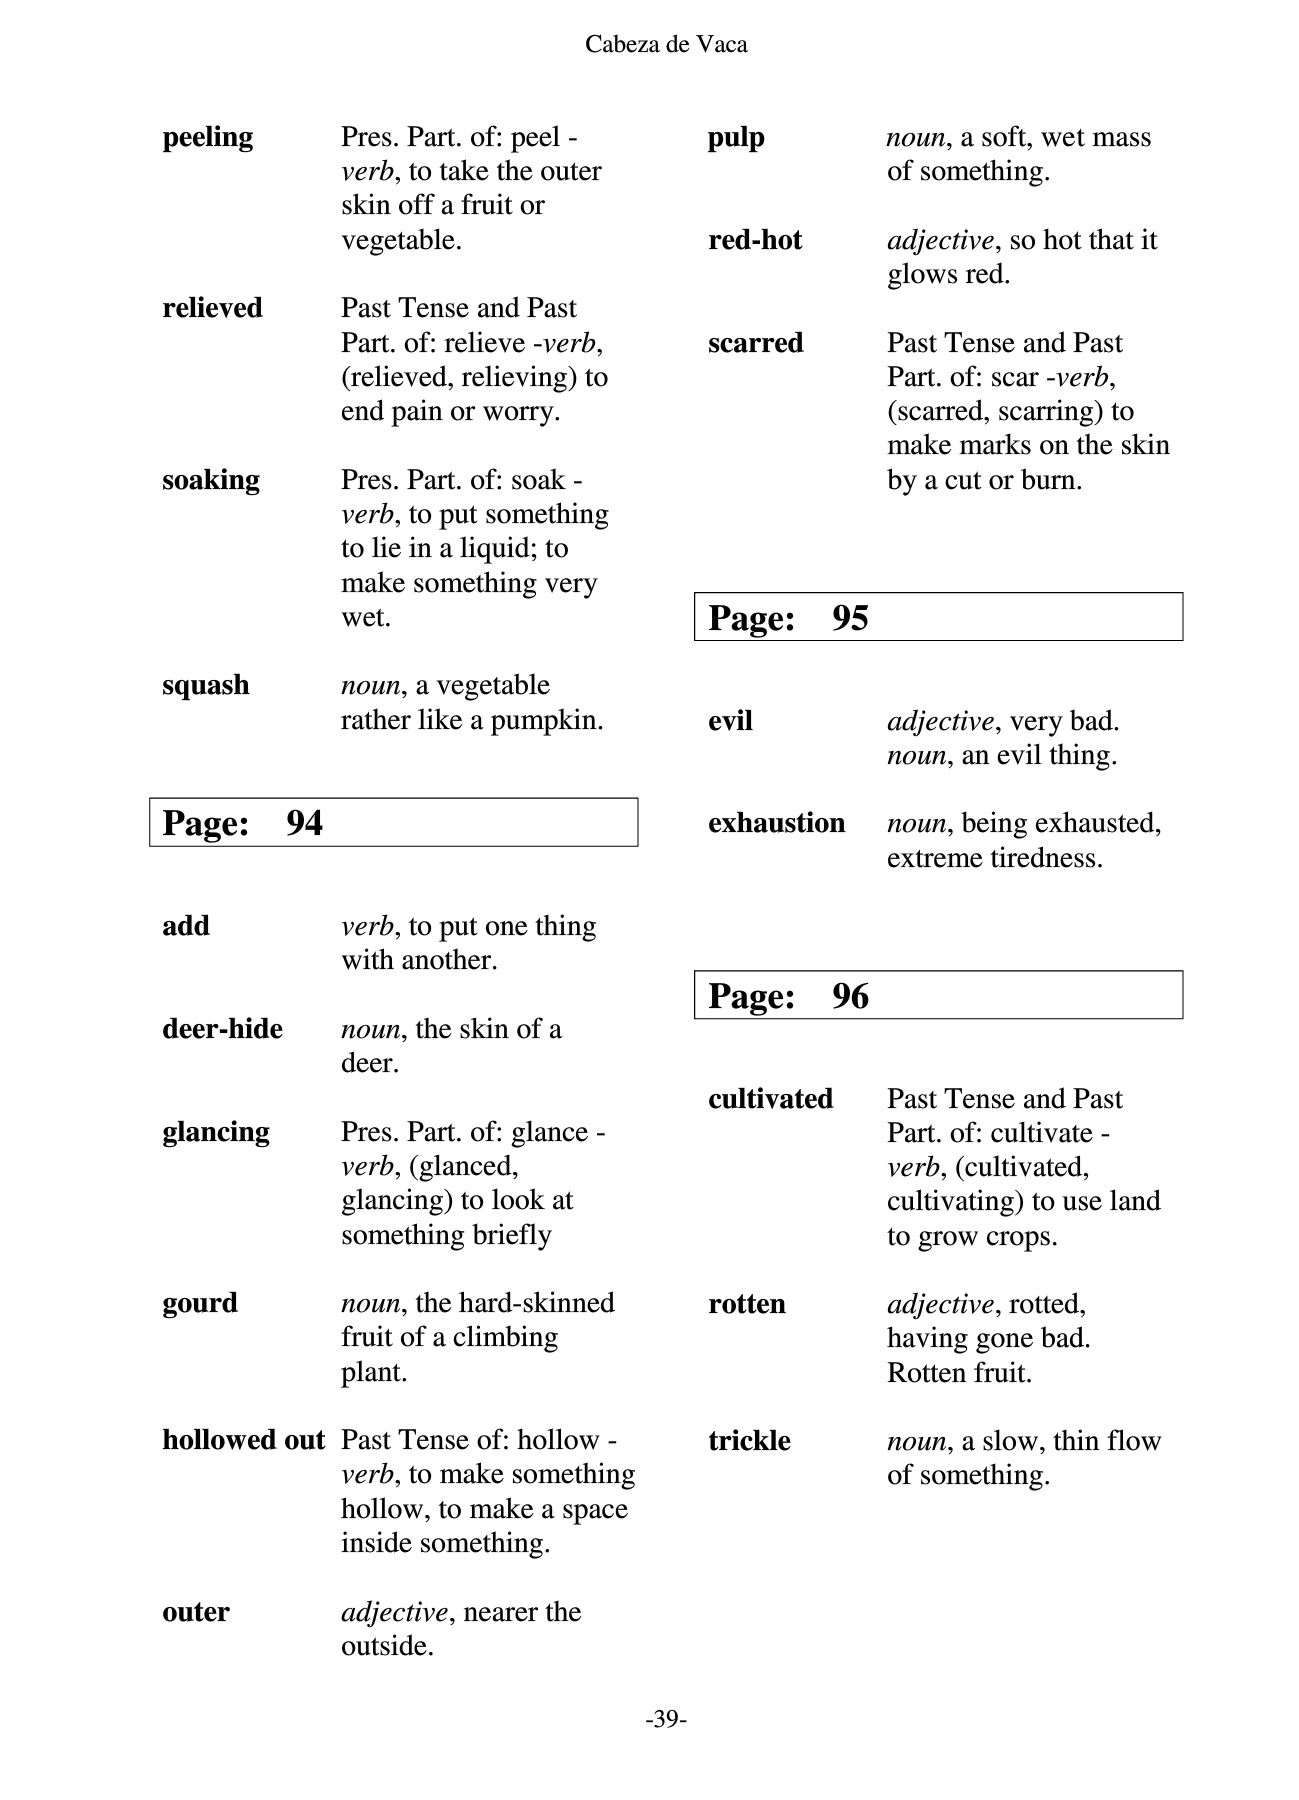 Cabeza de Vaca
peeling Pres. Part. of: peel -
verb, to take the outer
skin off a fruit or
vegetable.
relieved Past Tense and Past
Part. of: relieve -verb,
(relieved, relieving) to
end pain or worry.
soaking Pres. Part. of: soak -
verb, to put something
to lie in a liquid; to
make something very
wet.
squash noun, a vegetable
rather like a pumpkin.
Page: 94
add verb, to put one thing
with another.
deer-hide noun, the skin of a
deer.
glancing Pres. Part. of: glance -
verb, (glanced,
glancing) to look at
something briefly
gourd noun, the hard-skinned
fruit of a climbing
plant.
hollowed out Past Tense of: hollow -
verb, to make something
hollow, to make a space
inside something.
outer adjective, nearer the
outside.
pulp noun, a soft, wet mass
of something.
red-hot adjective, so hot that it
glows red.
scarred Past Tense and Past
Part. of: scar -verb,
(scarred, scarring) to
make marks on the skin
by a cut or burn.
Page: 95
evil adjective, very bad.
noun, an evil thing.
exhaustion noun, being exhausted,
extreme tiredness.
Page: 96
cultivated Past Tense and Past
Part. of: cultivate -
verb, (cultivated,
cultivating) to use land
to grow crops.
rotten adjective, rotted,
having gone bad.
Rotten fruit.
trickle noun, a slow, thin flow
of something.
-39-